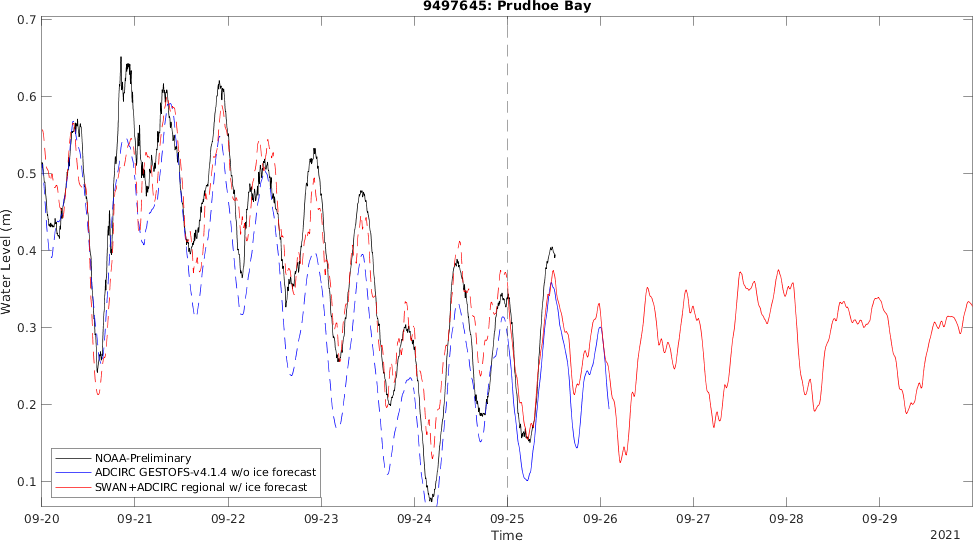 9497645: Prudhoe Bay
0.7
0.6
0.5
0.4
0.3
0.2
0.1
Water Level (m)
NOAA-Preliminary
ADCIRC GESTOFS-v4.1.4 w/o ice forecast
SWAN+ADCIRC regional w/ ice forecast
09-20 09-21 09-22 09-23 09-24 09-25 09-26 09-27 09-28 09-29
Time
2021